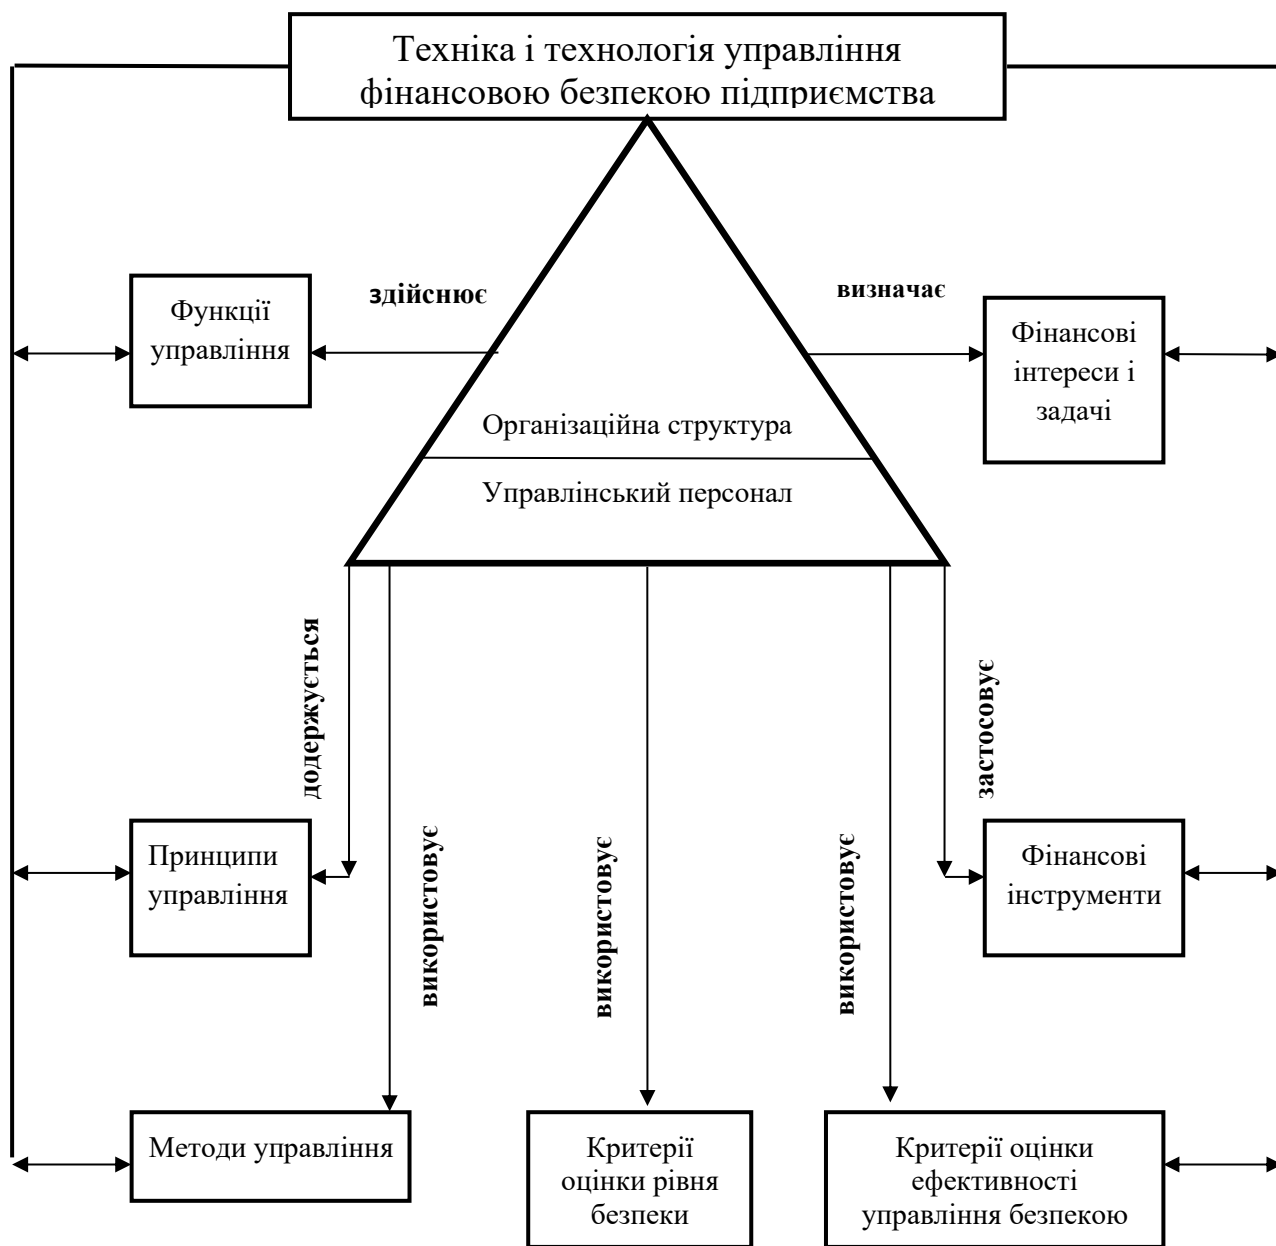 Техніка і технологія управління
фінансовою безпекою підприємства
здійснює
визначає
Функції
управління
Фінансові
інтереси і
задачі
Організаційна структура
Управлінський персонал
додержується
застосовує
використовує
використовує
використовує
Принципи
управління
Фінансові
інструменти
Методи управління
Критерії
оцінки рівня
безпеки
Критерії оцінки
ефективності
управління безпекою